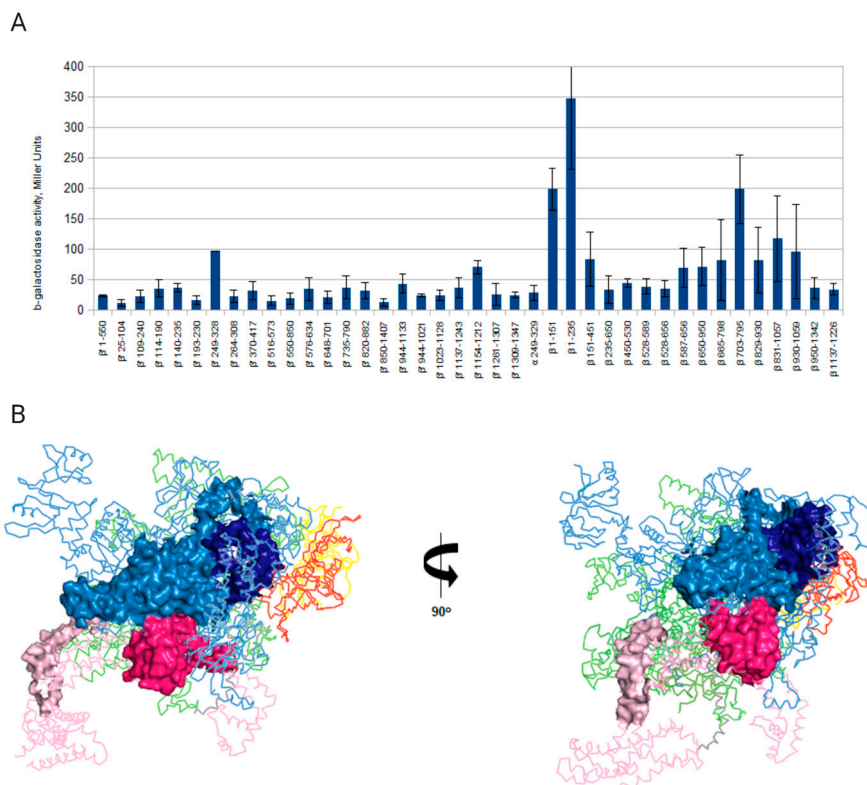 A
b-galactosidase activity, Miller Units
400
350
300
250
200
150
100
50
0
β' 1-550
β' 25-104
β' 109-240
β' 114-190
β' 140-235
β' 193-230
β' 249-328
β' 264-308
β' 370-417
β' 516-573
β' 550-850
β' 576-634
β' 648-701
β' 735-790
β' 820-882
β' 850-1407
β' 944-1133
β' 944-1021
β' 1023-1128
β' 1137-1243
β' 1154-1212
β' 1281-1307
β' 1309-1347
α 249-329
β 1-151
β 1-235
β151-451
β 235-650
β 450-530
β 528-589
β 528-656
β 587-656
β 650-950
β 665-798
β 703-795
β 829-930
β 831-1057
β 930-1059
β 950-1342
β 1137-1226
B
90°